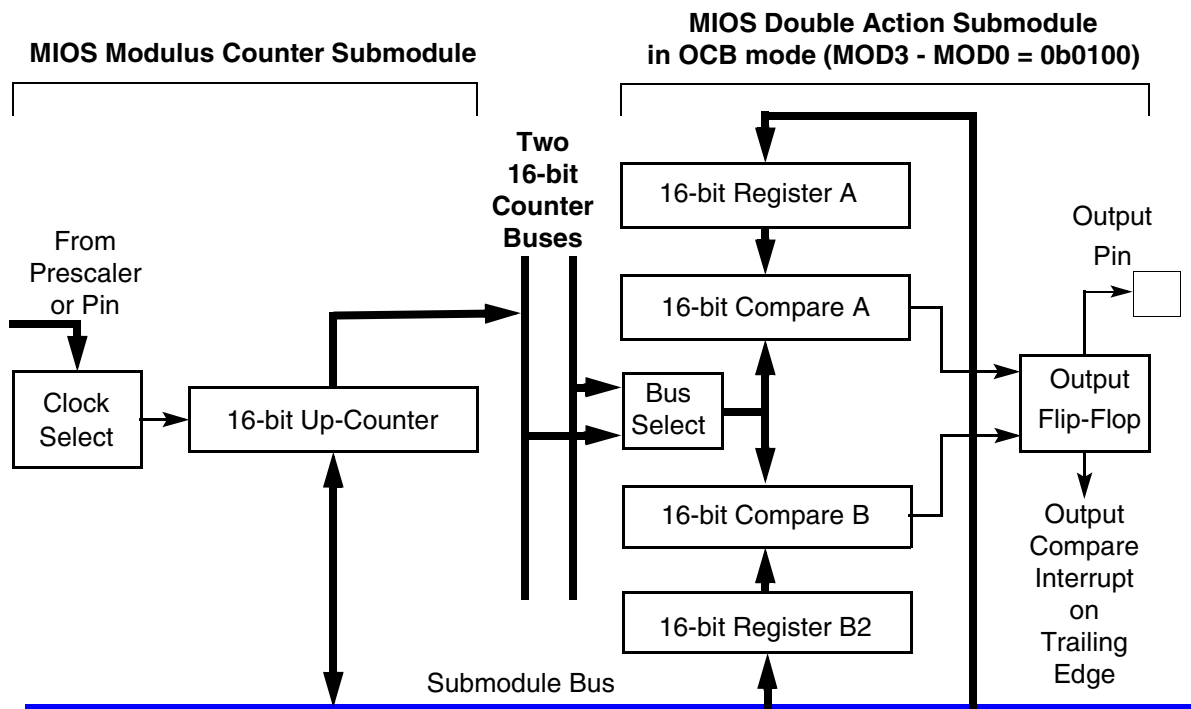 MIOS Modulus Counter Submodule
MIOS Double Action Submodule
in OCB mode (MOD3 - MOD0 = 0b0100)
Two
16-bit
Counter
Buses
From
Prescaler
or Pin
Clock
Select
16-bit Up-Counter
Bus
Select
16-bit Register A
16-bit Compare A
16-bit Compare B
16-bit Register B2
Output
Pin
Output
Flip-Flop
Output
Compare
Interrupt
on
Trailing
Edge
Submodule Bus